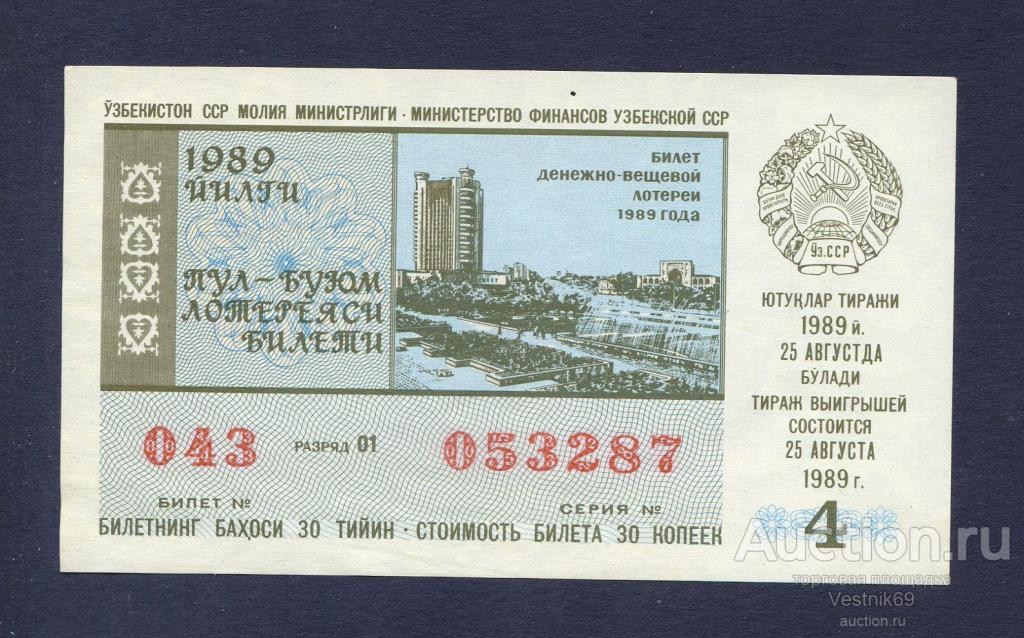 ЎЗБЕКИСТОН ССР МОЛИЯ МИНИСТРЛИГИ · МИНИСТЕРСТВО ФИНАНСОВ УЗБЕКСКОЙ ССР
1989
ЙИЛГИ
ПУЛ-БУЮМ
ЛОТЕРЕЯСИ
БИЛЕТИ
БИЛЕТ
ДЕНЕЖНО-ВЕЩЕВОЙ
ЛОТЕРЕИ
1989 ГОДА
043
РАЗРЯД 01
053287
БИЛЕТ №
СЕРИЯ №
БИЛЕТНИНГ БАҲОСИ 30 ТИЙИН · СТОИМОСТЬ БИЛЕТА 30 КОПЕЕК
Ўз.ССР
ЮТУҚЛАР ТИРАЖИ
1989 й.
25 АВГУСТДА
БЎЛАДИ
ТИРАЖ ВЫИГРЫШЕЙ
СОСТОИТСЯ
25 АВГУСТА
1989 г.
4
Auction.ru
торговая площадка
Vestnik69
auction.ru